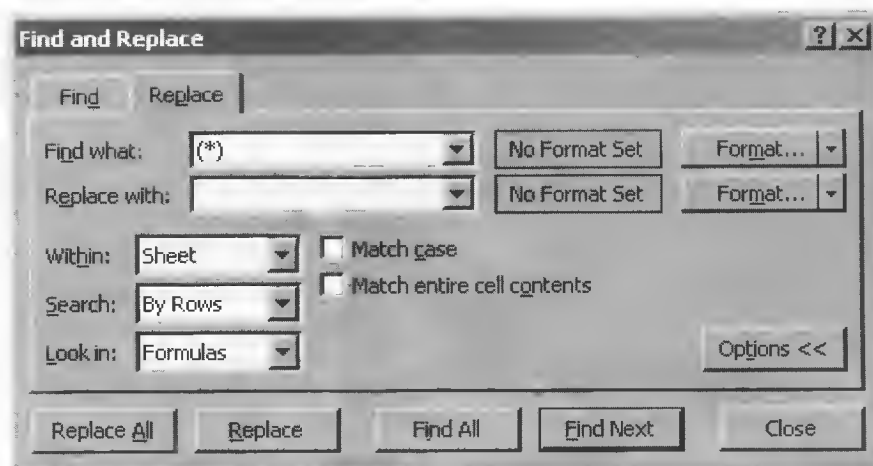 Find and Replace ? X
Find Replace
Find what: (*) No Format Set Format...
Replace with: No Format Set Format...
Within: Sheet Match case
Match entire cell contents
Search: By Rows
Look in: Formulas
Options <<
Replace All Replace Find All Find Next Close